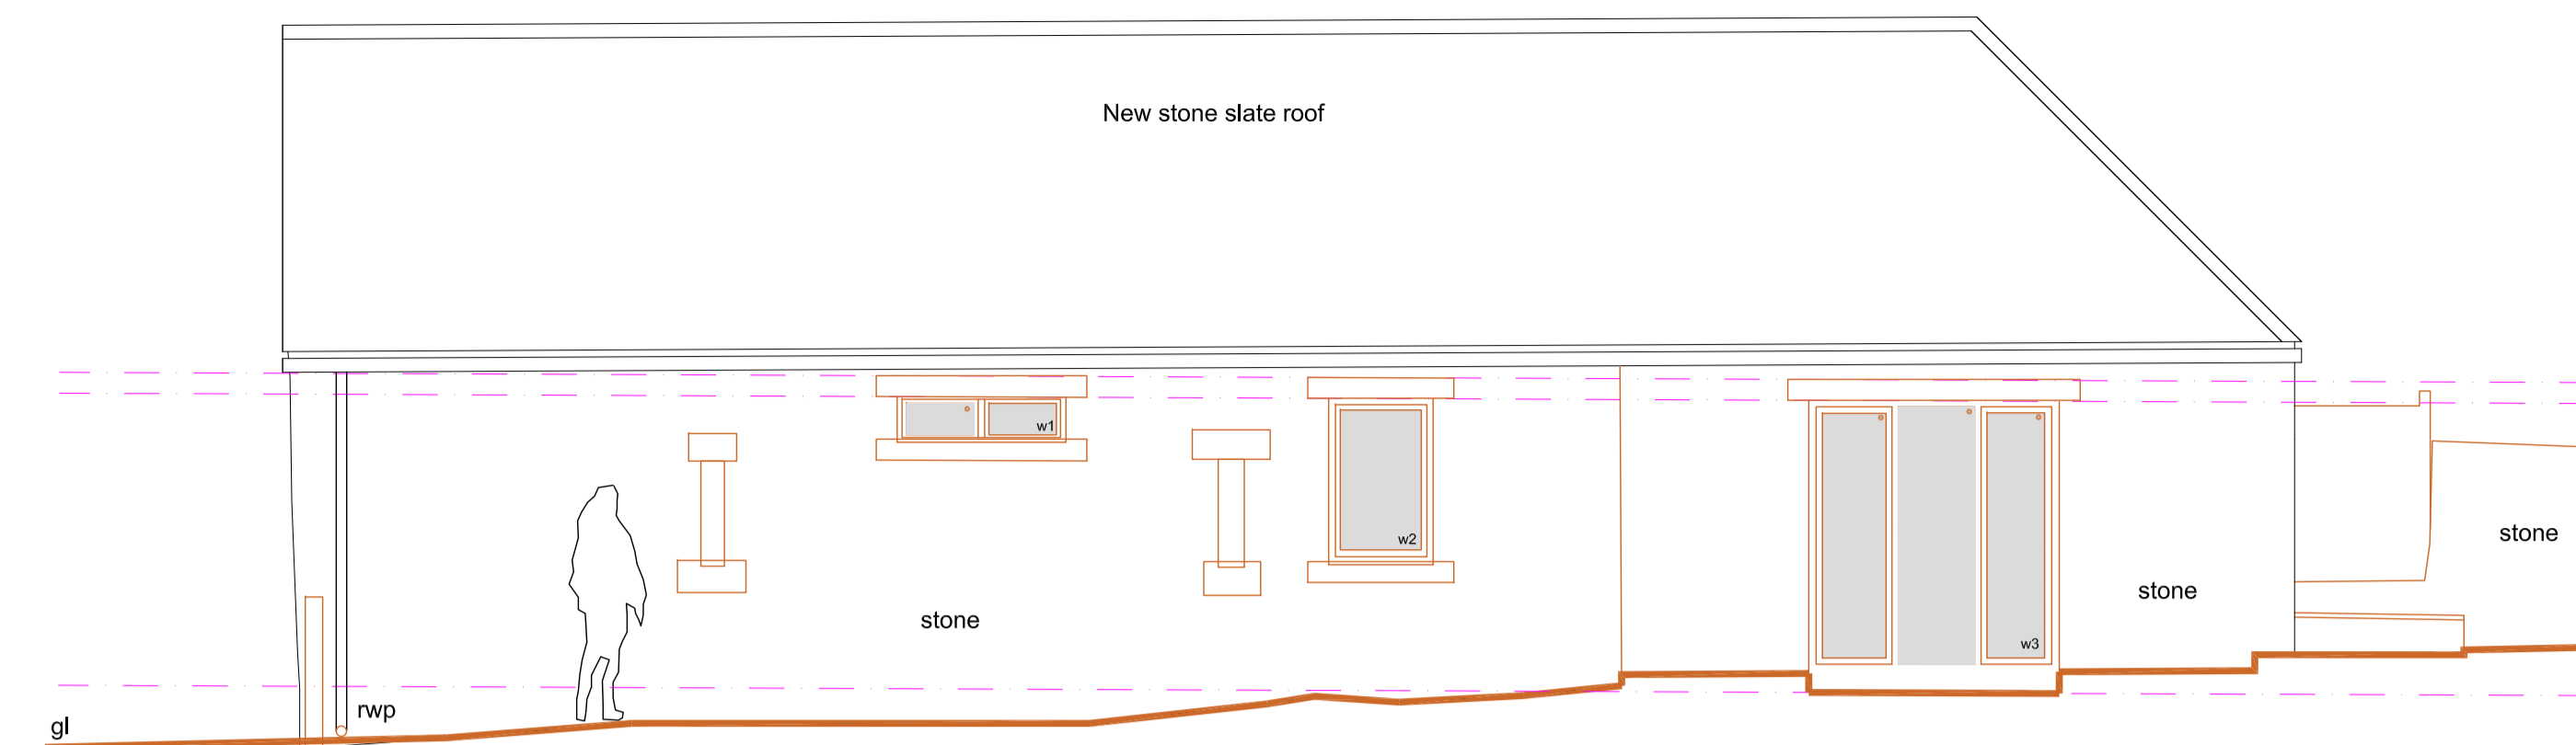 New stone slate roof
w1
w2
stone
stone
stone
w3
rwp
gl